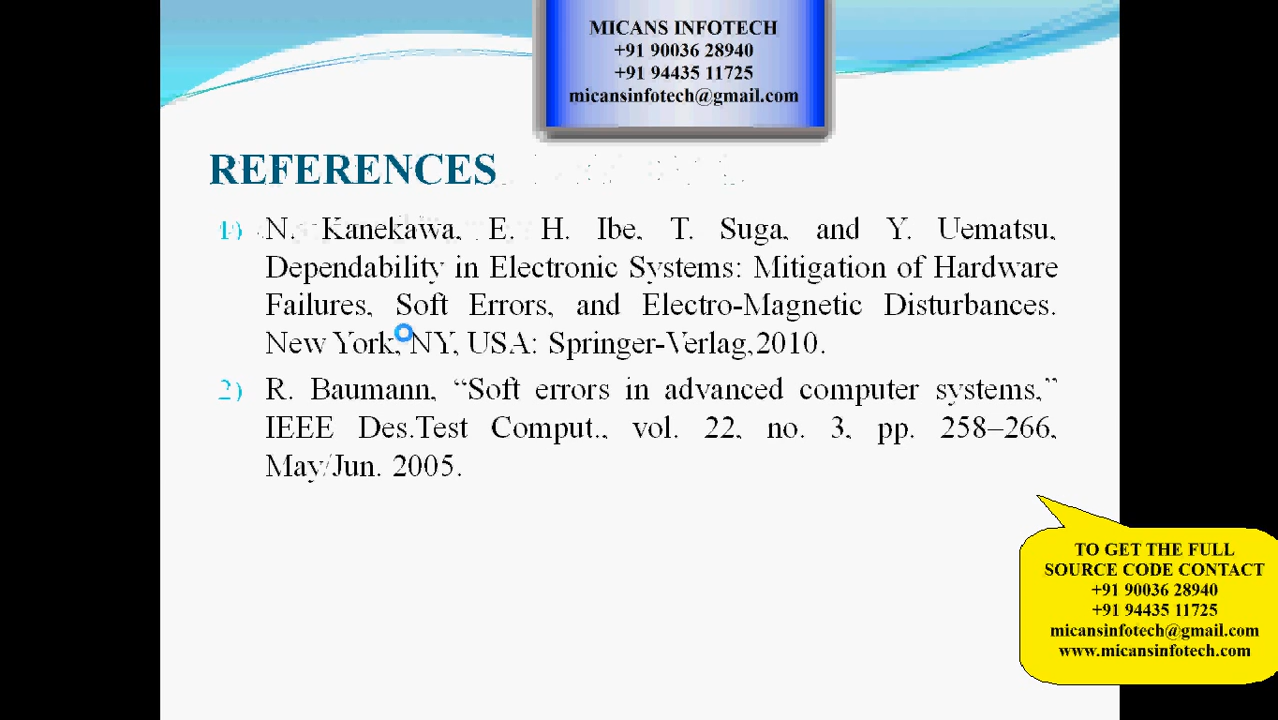 MICANS INFOTECH
+91 90036 28940
+91 94435 11725
micansinfotech@gmail.com
REFERENCES
1) N. Kanekawa, E. H. Ibe, T. Suga, and Y. Uematsu,
Dependability in Electronic Systems: Mitigation of Hardware
Failures, Soft Errors, and Electro-Magnetic Disturbances.
New York, NY, USA: Springer-Verlag,2010.
2) R. Baumann, “Soft errors in advanced computer systems,”
IEEE Des.Test Comput., vol. 22, no. 3, pp. 258–266,
May/Jun. 2005.
TO GET THE FULL
SOURCE CODE CONTACT
+91 90036 28940
+91 94435 11725
micansinfotech@gmail.com
www.micansinfotech.com